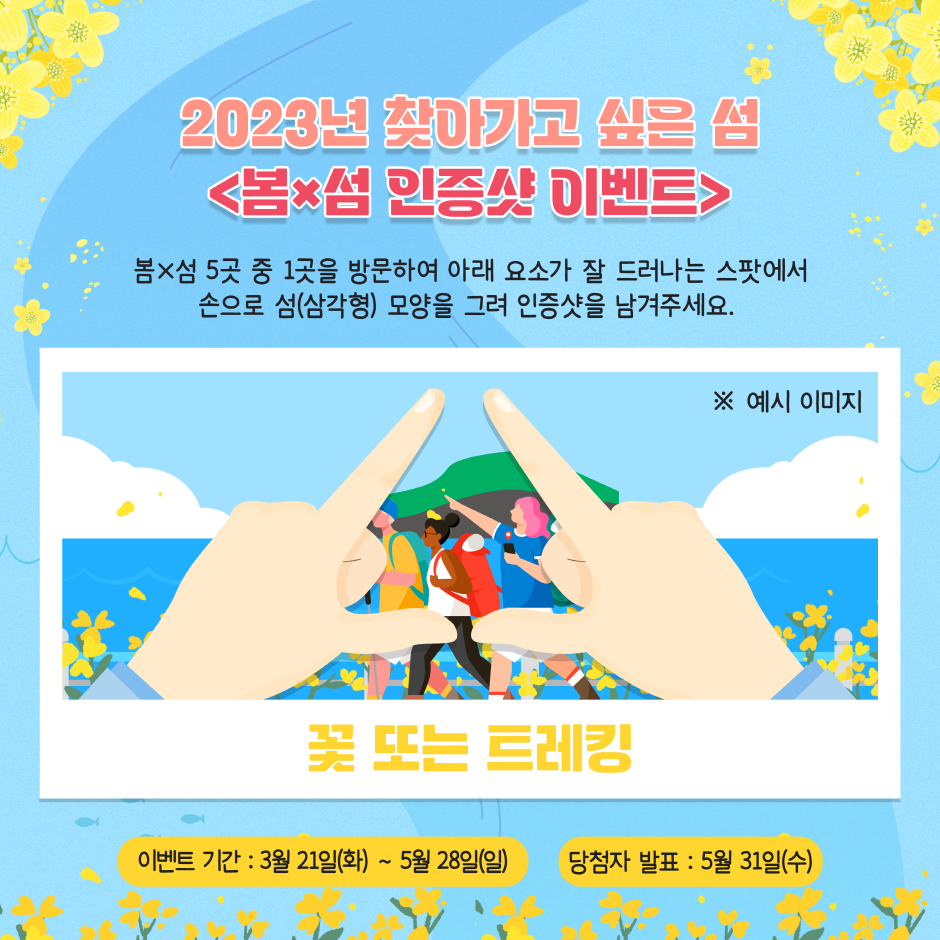 2023년 찾아가고 싶은 섬
<봄×섬 인증샷 이벤트>
봄×섬 5곳 중 1곳을 방문하여 아래 요소가 잘 드러나는 스팟에서
손으로 섬(삼각형) 모양을 그려 인증샷을 남겨주세요.
※ 예시 이미지
꽃 또는 트레킹
이벤트 기간 : 3월 21일(화) ~ 5월 28일(일)
당첨자 발표 : 5월 31일(수)